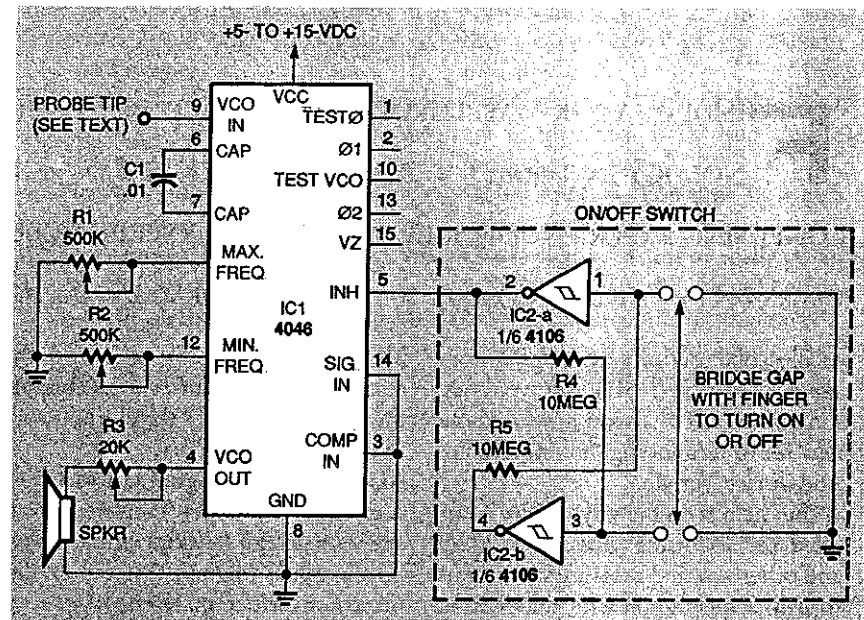 +5- TO +15-VDC
PROBE TIP
(SEE TEXT)
9
VCO
IN
VCC
TESTØ
1
6
CAP
Ø1
2
C1
.01
TEST VCO
10
7
CAP
Ø2
13
VZ
15
R1
500K
MAX.
FREQ.
INH
5
IC1
4046
R2
500K
12
MIN.
FREQ.
SIG.
IN
14
R3
20K
4
VCO
OUT
COMP
IN
3
GND
8
SPKR
ON/OFF SWITCH
2
1
IC2-a
1/6 4106
R4
10MEG
R5
10MEG
BRIDGE GAP
WITH FINGER
TO TURN ON
OR OFF
4
3
IC2-b
1/6 4106